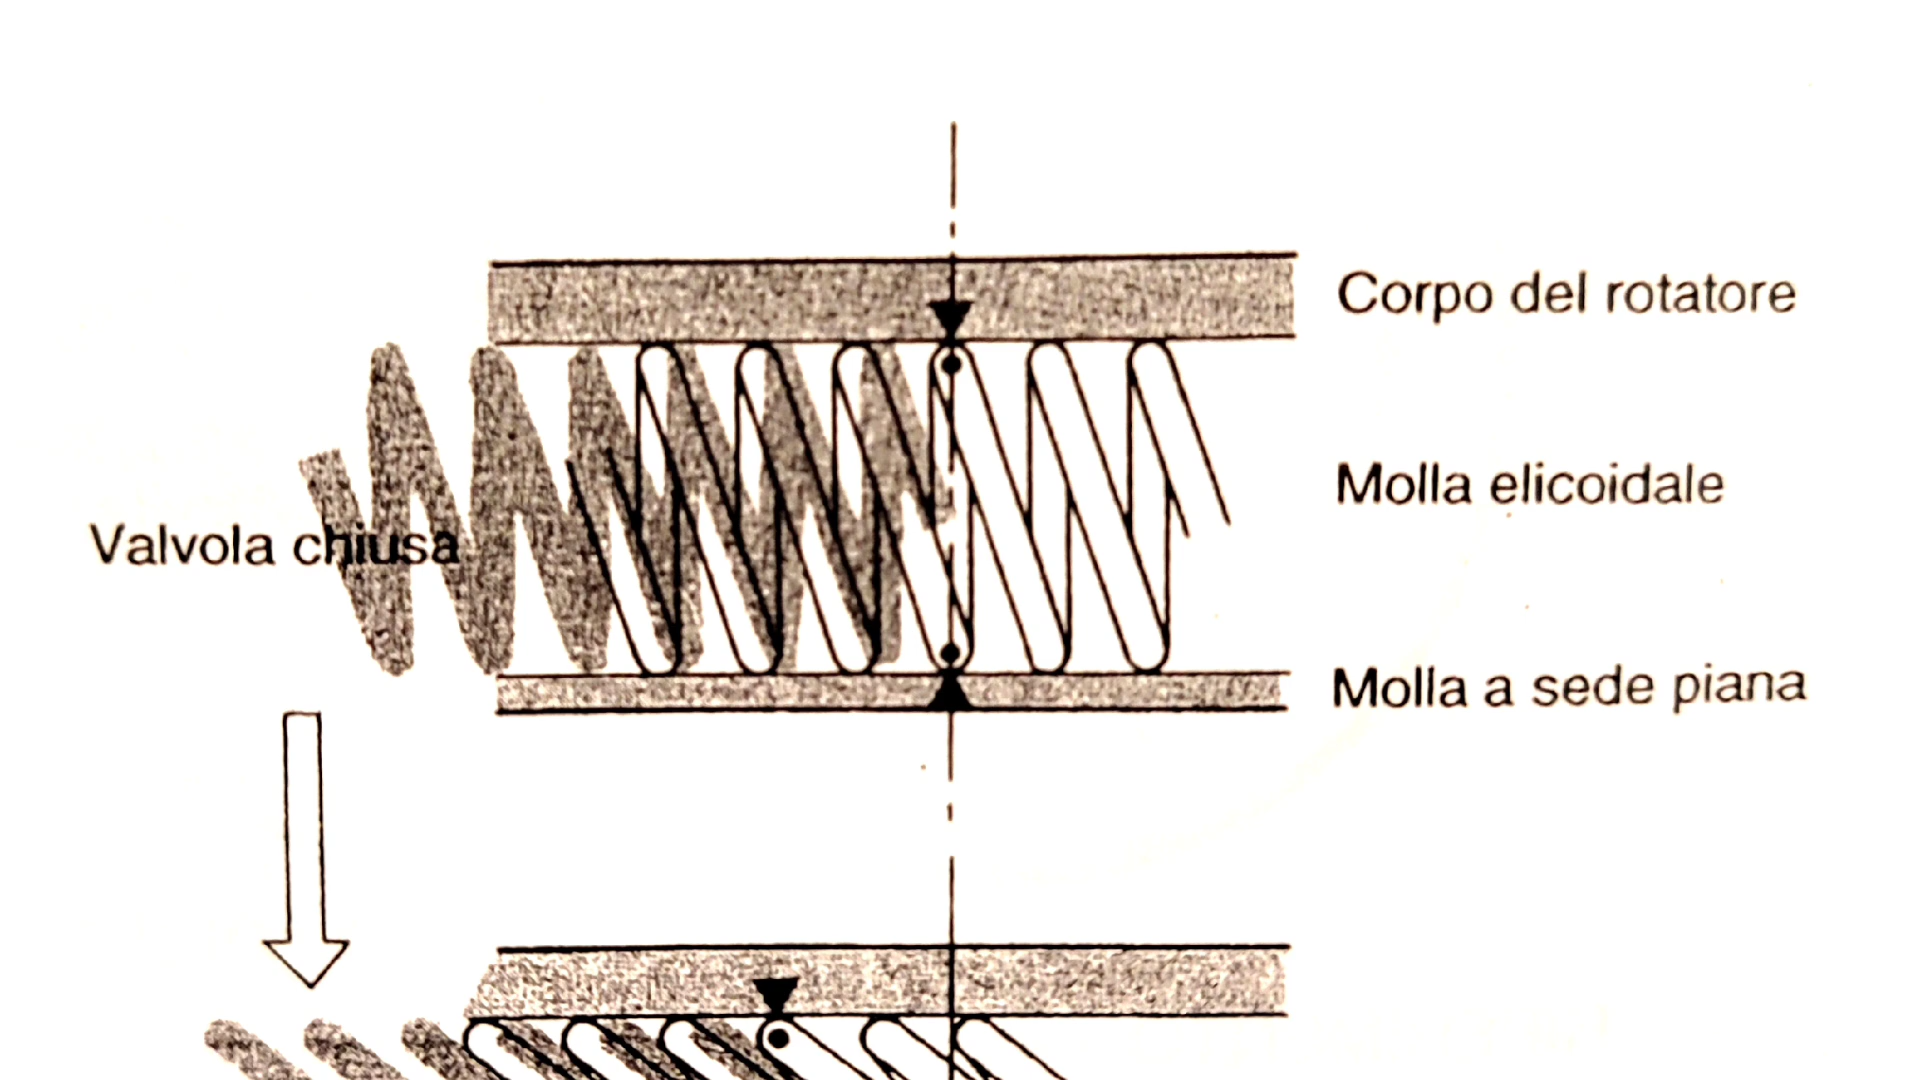 Corpo del rotatore
Molla elicoidale
Valvola chiusa
Molla a sede piana